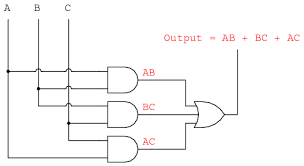 A B C
Output = AB + BC + AC
AB
BC
AC